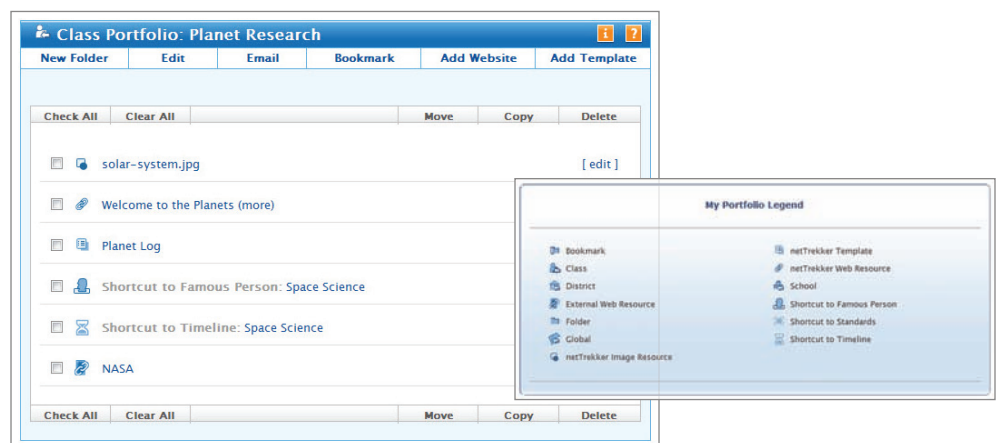 Class Portfolio: Planet Research i ?
New Folder Edit Email Bookmark Add Website Add Template
Check All Clear All Move Copy Delete
solar-system.jpg [ edit ]
Welcome to the Planets (more)
Planet Log
Shortcut to Famous Person: Space Science
Shortcut to Timeline: Space Science
NASA
Check All Clear All Move Copy Delete
My Portfolio Legend
Bookmark
Class
District
External Web Resource
Folder
Global
netTrekker Image Resource
netTrekker Template
netTrekker Web Resource
School
Shortcut to Famous Person
Shortcut to Standards
Shortcut to Timeline